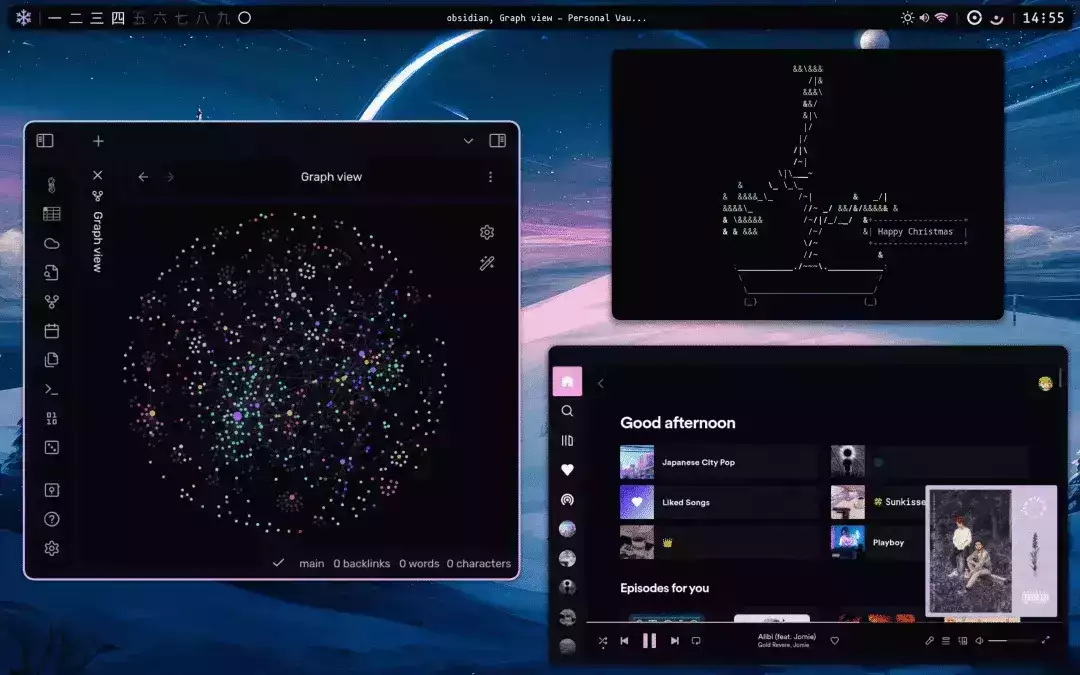 一 二 三 四 五 六 七 八 九
obsidian, Graph view – Personal Vau...
14:55
Graph view
Graph view
main 0 backlinks 0 words 0 characters
Happy Christmas
Good afternoon
Japanese City Pop
Liked Songs
Sunkisse
Playboy
Episodes for you
Alibi (feat. Jomie)
Gold Revere, Jomie